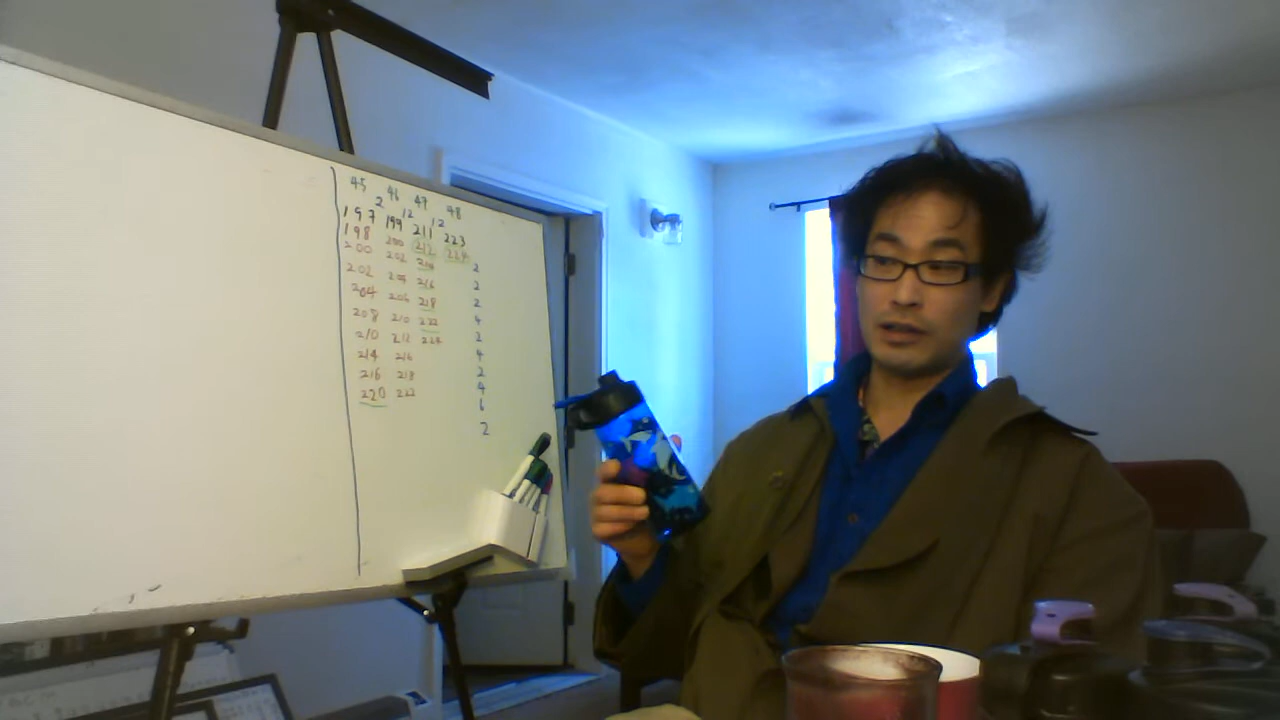 45 46 47 48
2 12 12
197 199 211 223
198 200 212 224
200 202 214 2
202 204 216 2
204 206 218 2
208 210 222 4
210 212 224 2
214 216 4
216 218 2
220 222 4
6
2